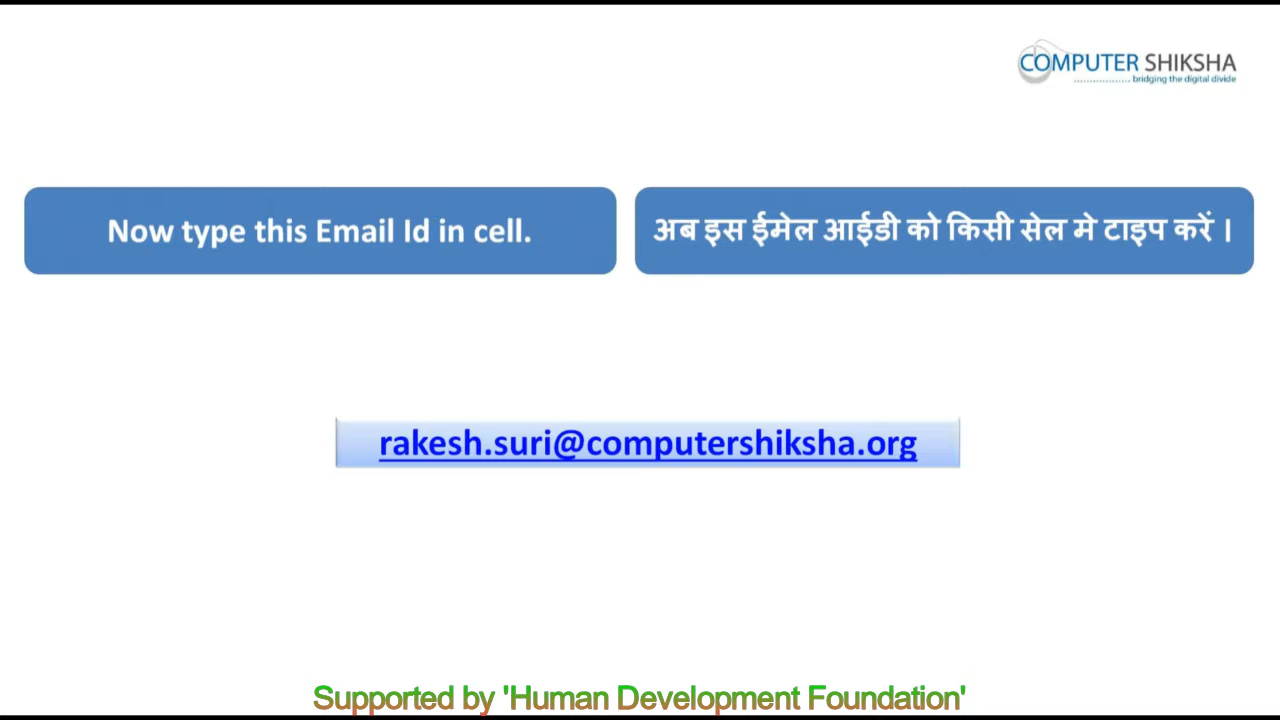 COMPUTER SHIKSHA
bridging the digital divide
Now type this Email Id in cell.
अब इस ईमेल आईडी को किसी सेल मे टाइप करें ।
rakesh.suri@computershiksha.org
Supported by 'Human Development Foundation'